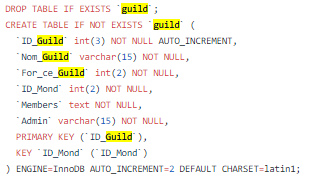 DROP TABLE IF EXISTS `guild`;
CREATE TABLE IF NOT EXISTS `guild` (
`ID_Guild` int(3) NOT NULL AUTO_INCREMENT,
`Nom_Guild` varchar(15) NOT NULL,
`For_ce_Guild` int(2) NOT NULL,
`ID_Mond` int(2) NOT NULL,
`Members` text NOT NULL,
`Admin` varchar(15) NOT NULL,
PRIMARY KEY (`ID_Guild`),
KEY `ID_Mond` (`ID_Mond`)
) ENGINE=InnoDB AUTO_INCREMENT=2 DEFAULT CHARSET=latin1;